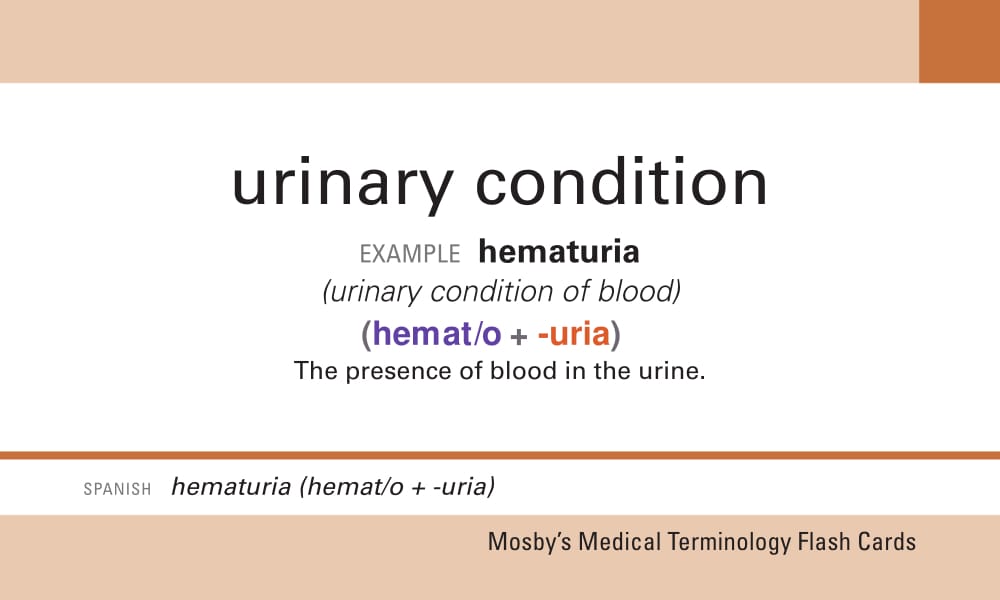 urinary condition
EXAMPLE hematuria
(urinary condition of blood)
(hemat/o + -uria)
The presence of blood in the urine.
SPANISH hematuria (hemat/o + -uria)
Mosby's Medical Terminology Flash Cards